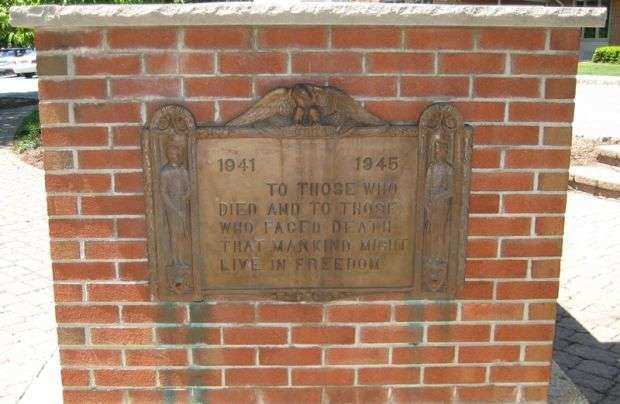 1941 1945
TO THOSE WHO
DIED AND TO THOSE
WHO FACED DEATH
THAT MANKIND MIGHT
LIVE IN FREEDOM